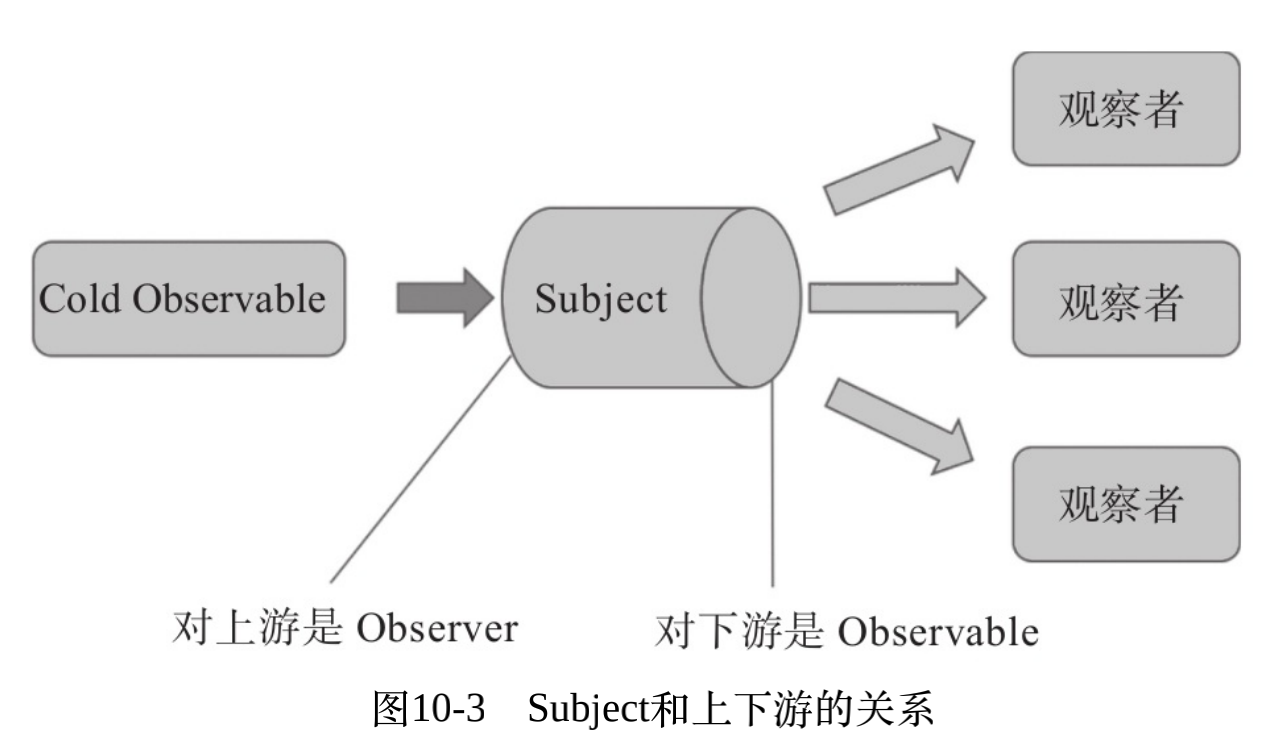 观察者
Cold Observable
Subject
观察者
观察者
对上游是 Observer
对下游是 Observable
图10-3 Subject和上下游的关系